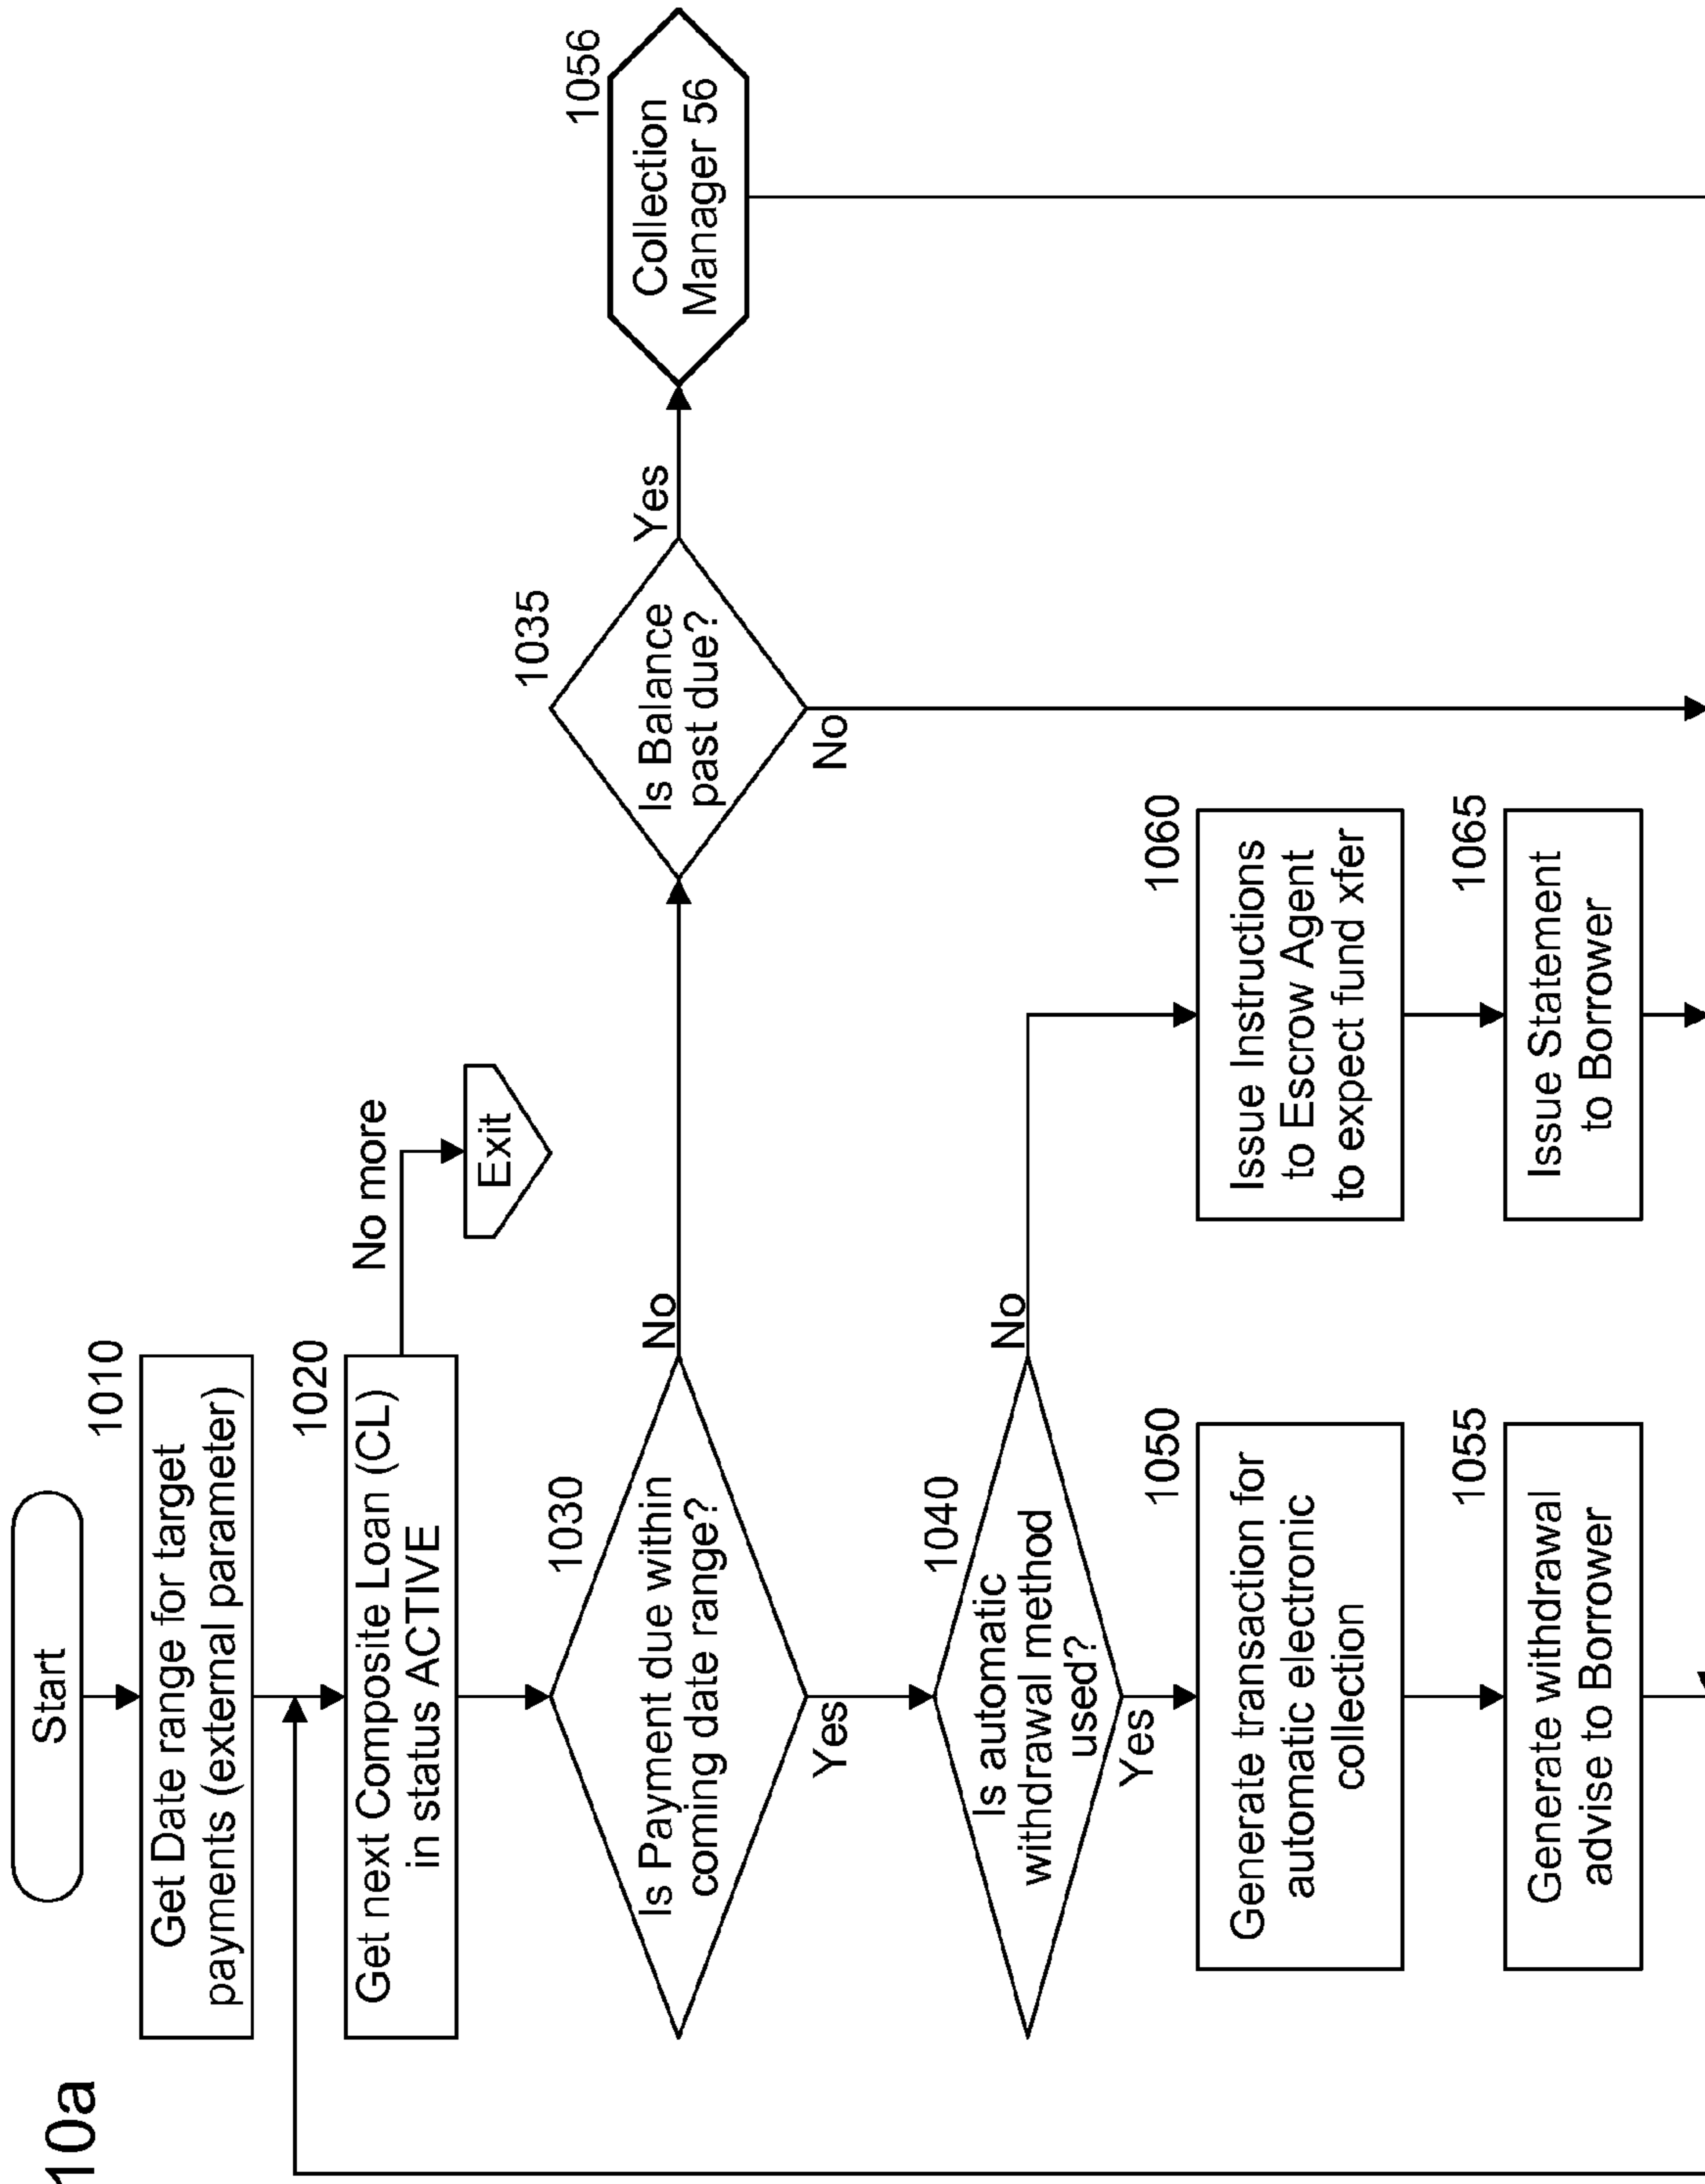 10a
Start
1010
Get Date range for target
payments (external parameter)
1020
Get next Composite Loan (CL)
in status ACTIVE
No more
Exit
1030
Is Payment due within
coming date range?
No
Yes
1035
Is Balance
past due?
Yes
No
1056
Collection
Manager 56
1040
Is automatic
withdrawal method
used?
No
Yes
1050
Generate transaction for
automatic electronic
collection
1060
Issue Instructions
to Escrow Agent
to expect fund xfer
1055
Generate withdrawal
advise to Borrower
1065
Issue Statement
to Borrower